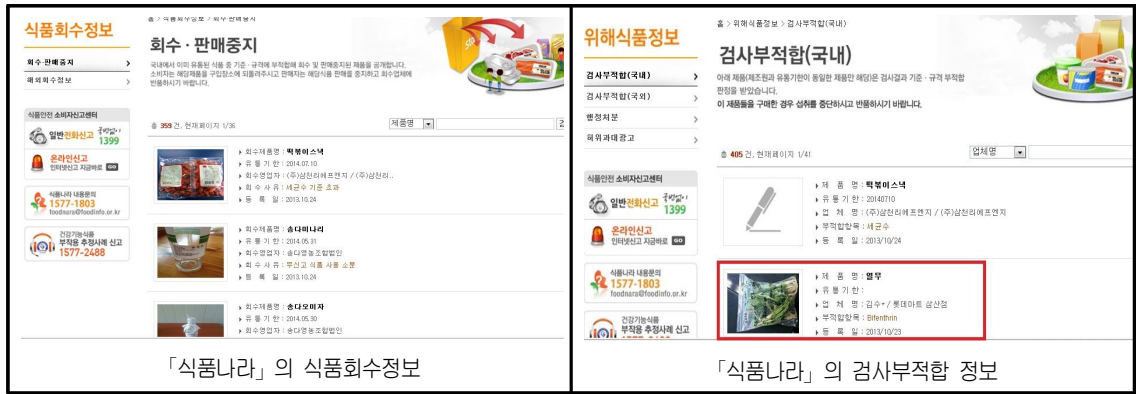 식품회수정보
회수·판매중지
해외회수정보
식품안전 소비자신고센터
일반전화신고 국번없이 1399
온라인신고
인터넷신고 지금바로 GO
식품나라 내용문의
1577-1803
foodnara@foodinfo.or.kr
건강기능식품
부작용 추정사례 신고
1577-2488
홈 > 식품회수정보 > 회수·판매중지
회수·판매중지
국내에서 이미 유통된 식품 중 기준·규격에 부적합해 회수 및 판매중지된 제품을 공개합니다.
소비자는 해당제품을 구입장소에 되돌려주시고 판매자는 해당식품 판매를 중지하고 회수업체에
반품하시기 바랍니다.
총 359 건, 현재페이지 1/36
제품명
회수제품명 : 떡볶이스낵
유 통 기 한 : 2014.07.10
회수영업자 : (주)삼천리에프앤지 / (주)삼천리..
회 수 사 유 : 세균수 기준 초과
등 록 일 : 2013.10.24
회수제품명 : 송다미나리
유 통 기 한 : 2014.05.31
회수영업자 : 송다영농조합법인
회 수 사 유 : 무신고 식품 사용 소분
등 록 일 : 2013.10.24
회수제품명 : 송다오미자
유 통 기 한 : 2014.05.30
회수영업자 : 송다영농조합법인
「식품나라」의 식품회수정보
위해식품정보
검사부적합(국내)
검사부적합(국외)
행정처분
허위과대광고
식품안전 소비자신고센터
일반전화신고 국번없이 1399
온라인신고
인터넷신고 지금바로 GO
식품나라 내용문의
1577-1803
foodnara@foodinfo.or.kr
건강기능식품
부작용 추정사례 신고
홈 > 위해식품정보 > 검사부적합(국내)
검사부적합(국내)
아래 제품(제조원과 유통기한이 동일한 제품만 해당)은 검사결과 기준·규격 부적합
판정을 받았습니다.
이 제품들을 구매한 경우 섭취를 중단하시고 반품하시기 바랍니다.
총 405 건, 현재페이지 1/41
업체명
제 품 명 : 떡볶이스낵
유 통 기 한 : 20140710
업 체 명 : (주)삼천리에프앤지 / (주)삼천리에프앤지
부적합항목 : 세균수
등 록 일 : 2013/10/24
제 품 명 : 열무
유 통 기 한 :
업 체 명 : 김수* / 롯데마트 삼산점
부적합항목 : Bifenthrin
등 록 일 : 2013/10/23
「식품나라」의 검사부적합 정보